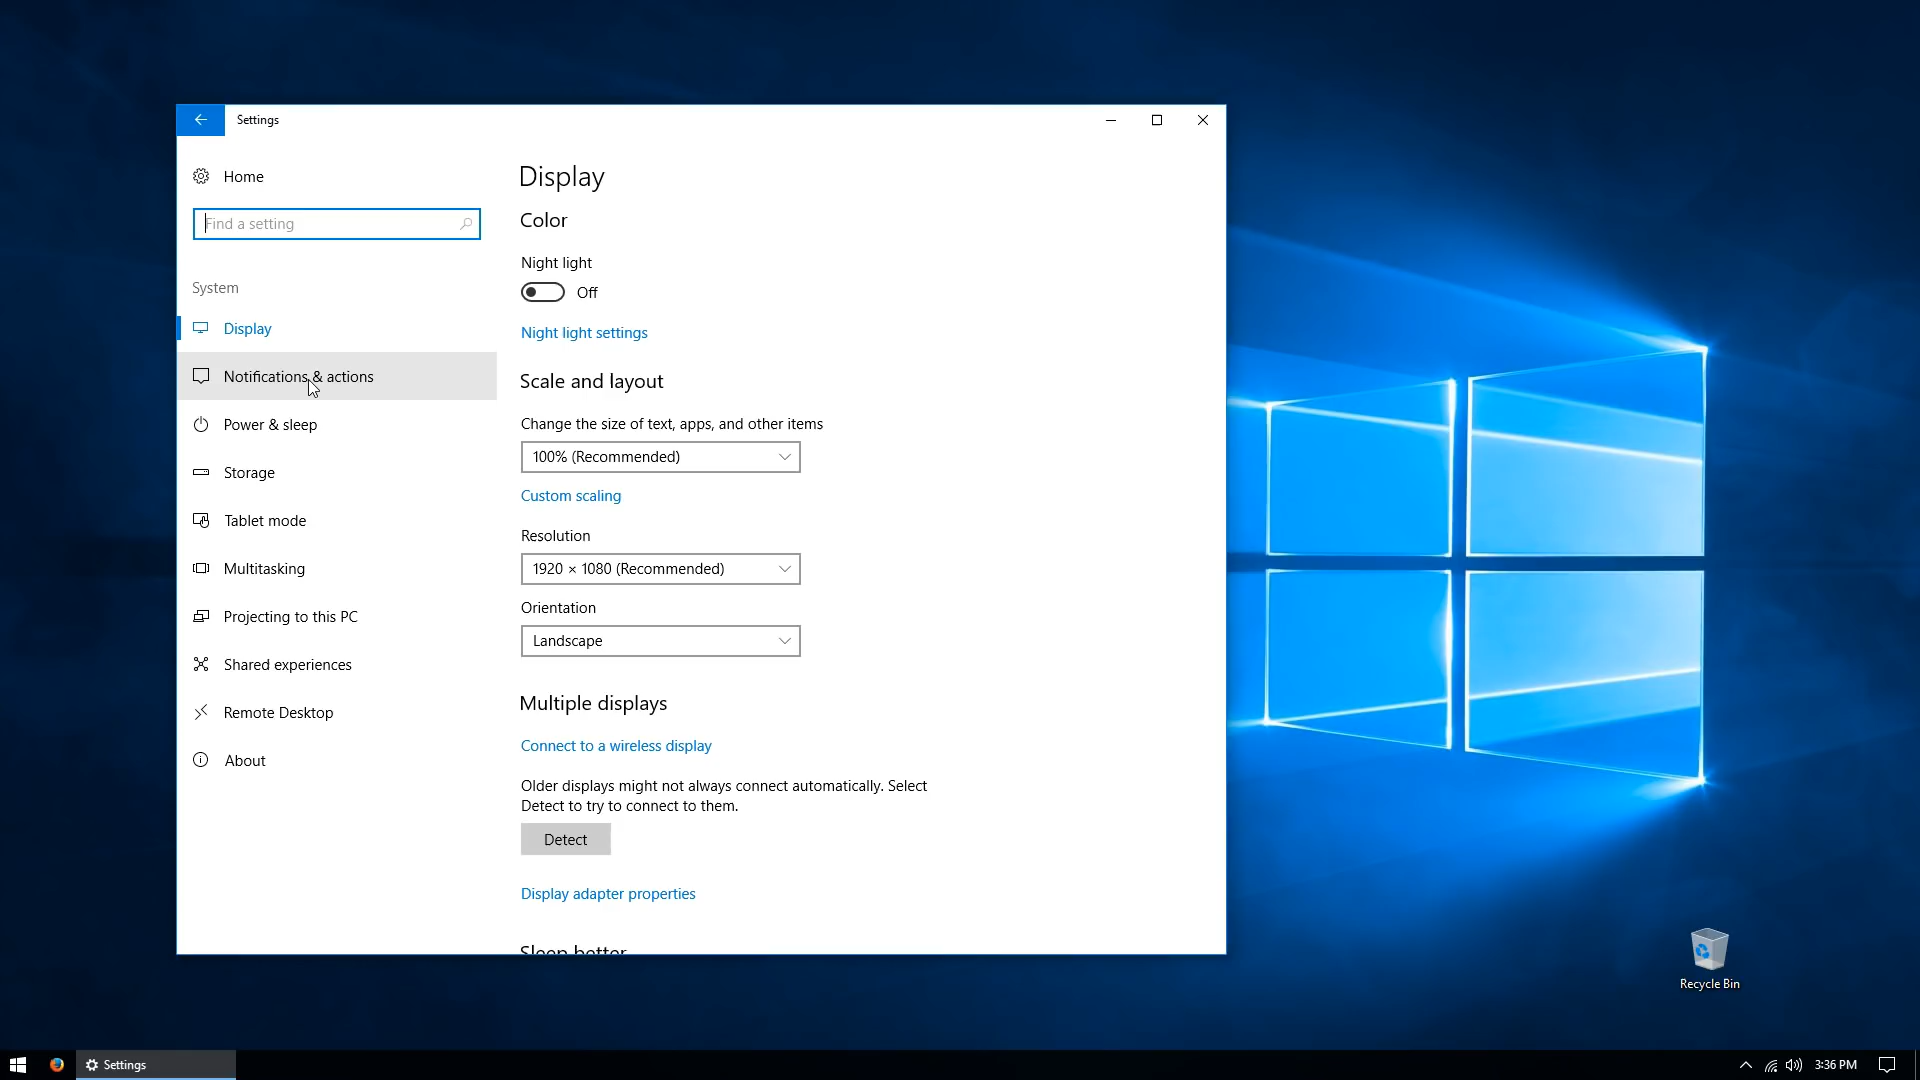 Settings
Home
Find a setting
System
Display
Notifications & actions
Power & sleep
Storage
Tablet mode
Multitasking
Projecting to this PC
Shared experiences
Remote Desktop
About
Display
Color
Night light
Off
Night light settings
Scale and layout
Change the size of text, apps, and other items
100% (Recommended)
Custom scaling
Resolution
1920 × 1080 (Recommended)
Orientation
Landscape
Multiple displays
Connect to a wireless display
Older displays might not always connect automatically. Select
Detect to try to connect to them.
Detect
Display adapter properties
Sleep better
Recycle Bin
Settings
3:36 PM